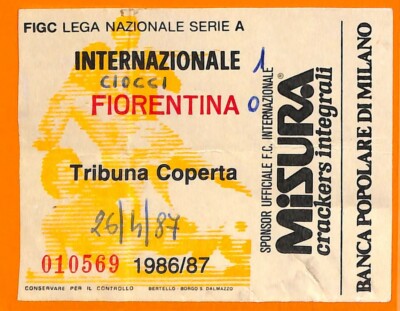 FIGC LEGA NAZIONALE SERIE A
INTERNAZIONALE 1
CIOCCI
FIORENTINA 0
Tribuna Coperta
26/4/87
010569 1986/87
CONSERVARE PER IL CONTROLLO BERTELLO-BORGO S. DALMAZZO
SPONSOR UFFICIALE F.C. INTERNAZIONALE
MiSURA®
crackers integrali
BANCA POPOLARE DI MILANO